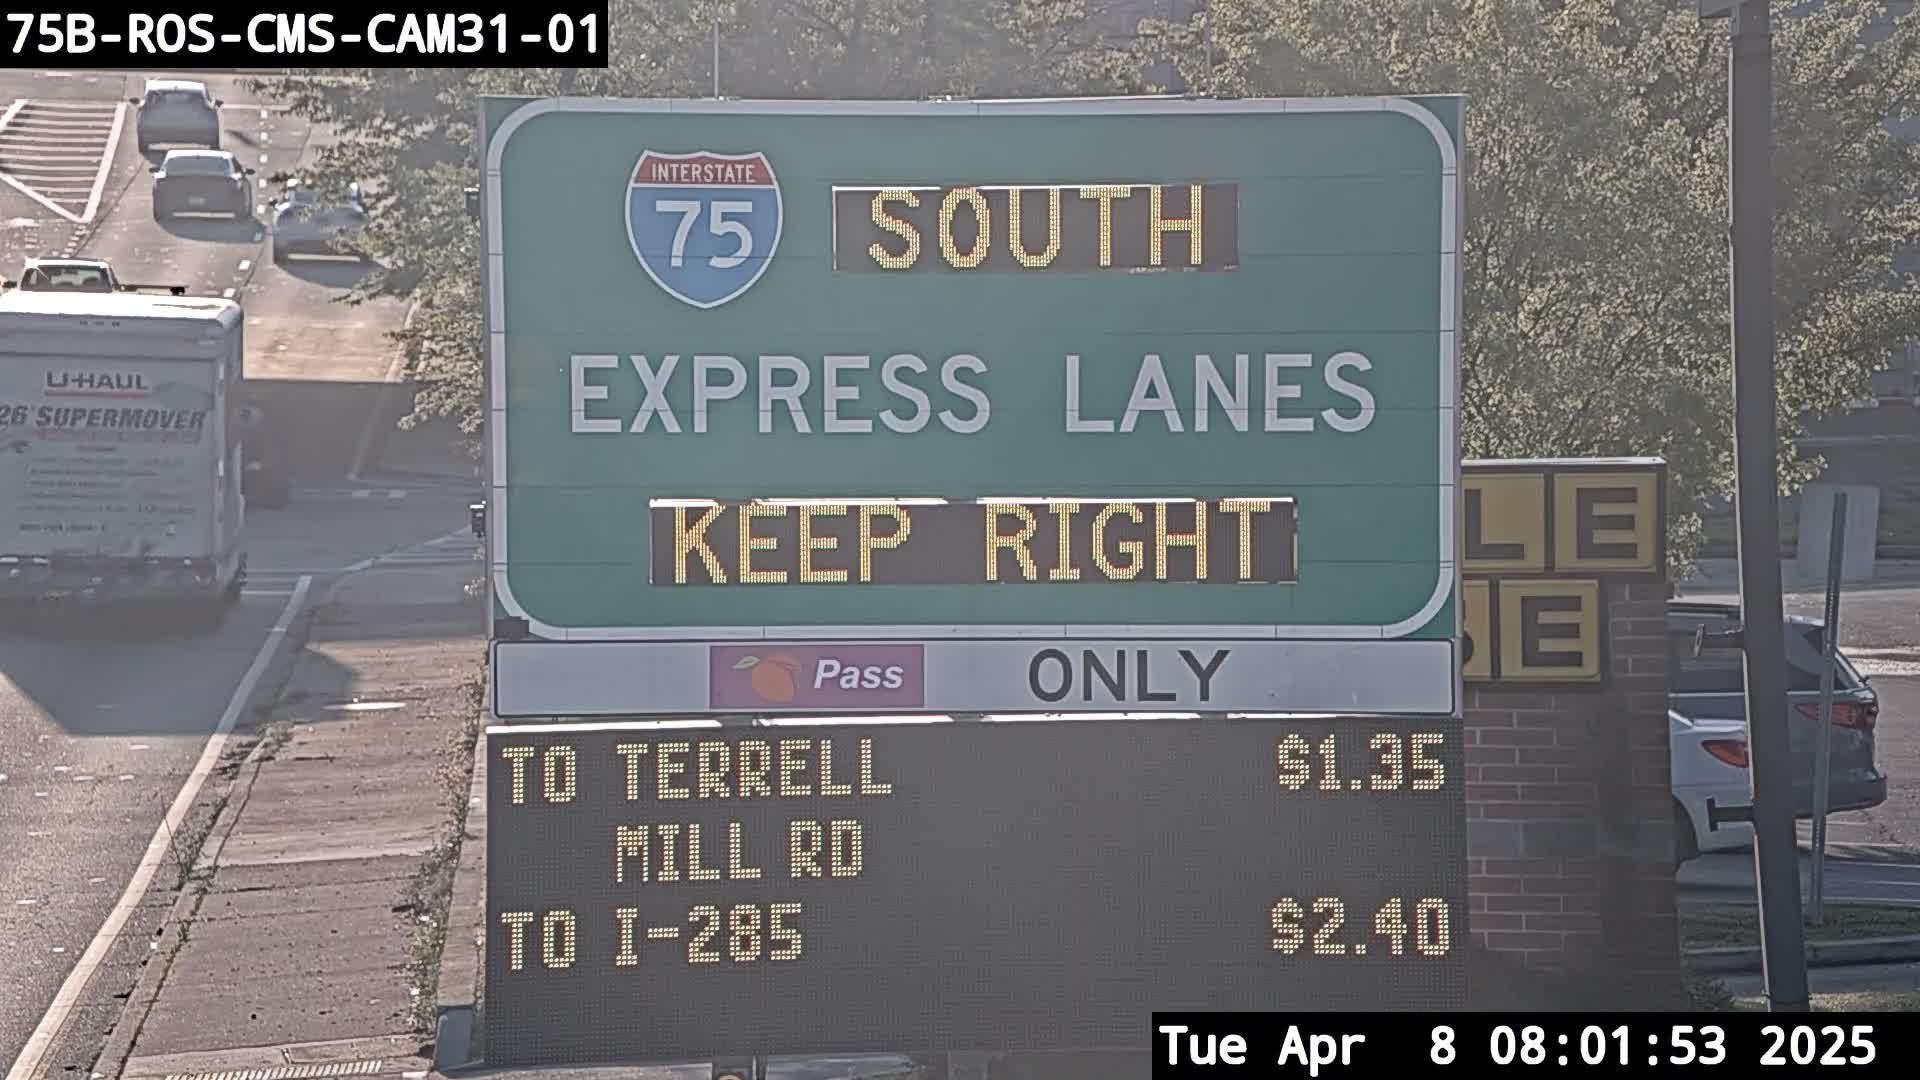 75B-ROS-CMS-CAM31-01
INTERSTATE
75
SOUTH
EXPRESS LANES
KEEP RIGHT
Pass ONLY
TO TERRELL $1.35
MILL RD
TO I-285 $2.40
U-HAUL
26' SUPERMOVER
LE
E
Tue Apr 8 08:01:53 2025